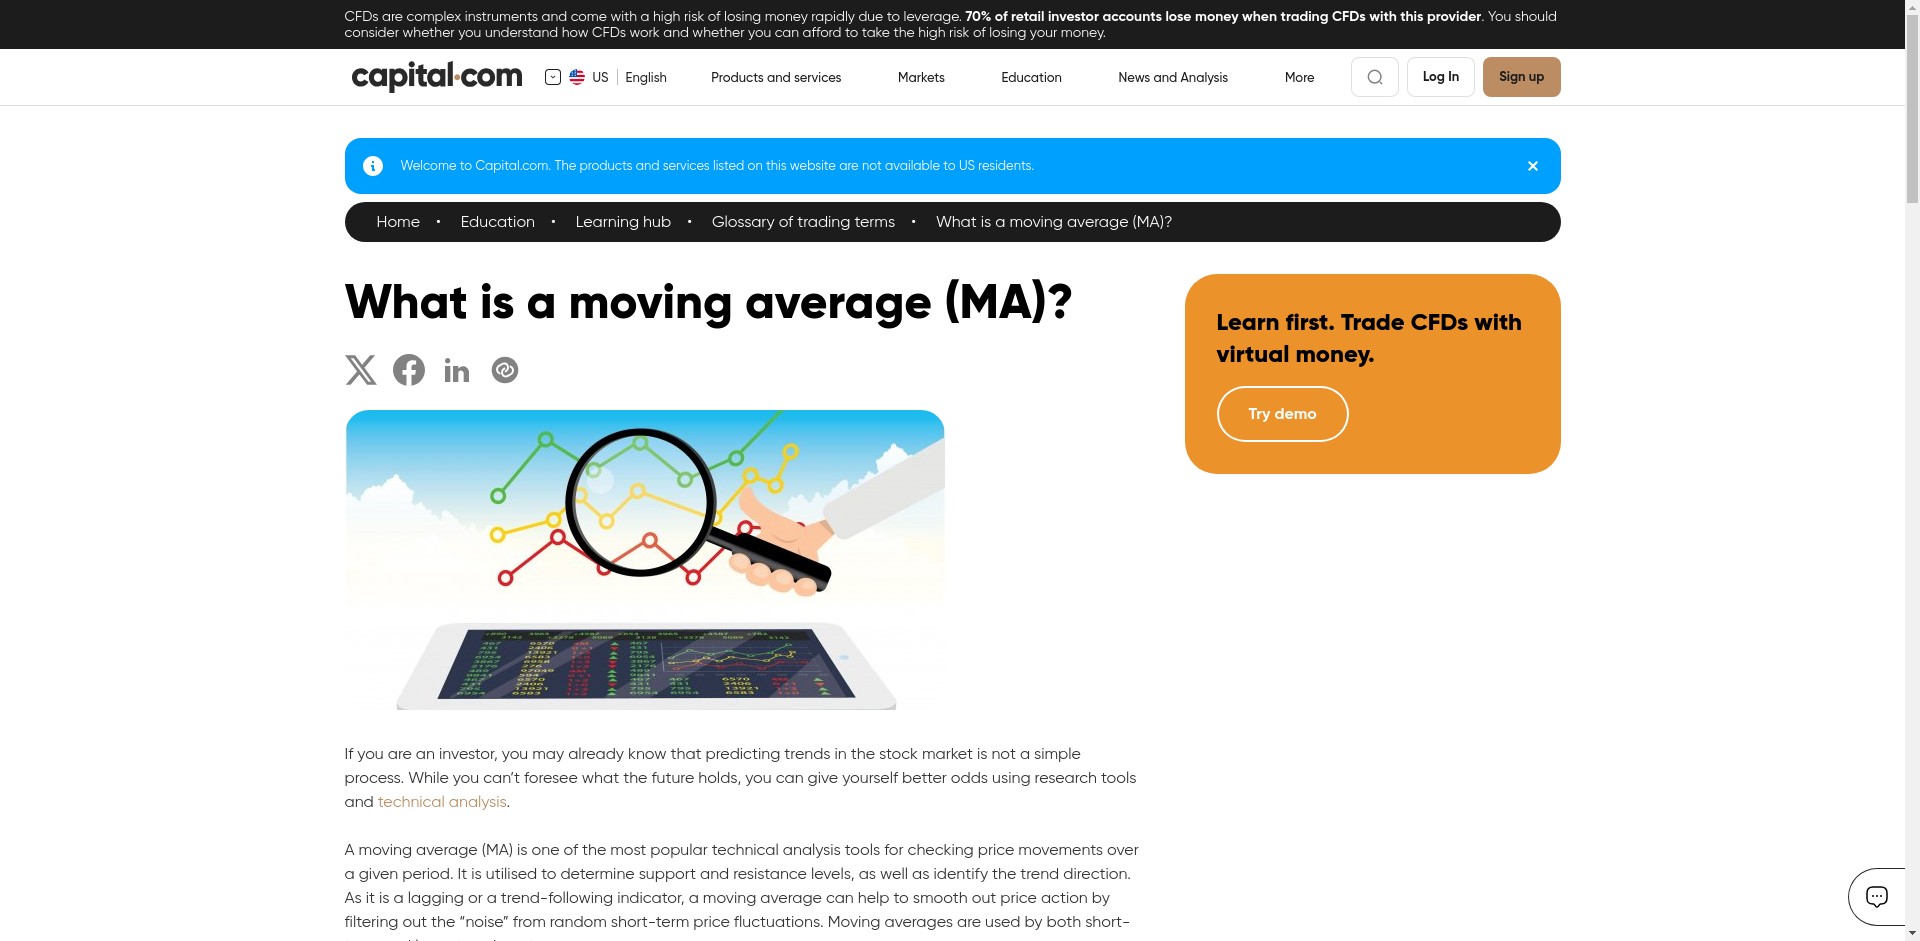 CFDs are complex instruments and come with a high risk of losing money rapidly due to leverage. 70% of retail investor accounts lose money when trading CFDs with this provider. You should
consider whether you understand how CFDs work and whether you can afford to take the high risk of losing your money.
capital.com
US English
Products and services
Markets
Education
News and Analysis
More
Log In
Sign up
Welcome to Capital.com. The products and services listed on this website are not available to US residents.
Home • Education • Learning hub • Glossary of trading terms • What is a moving average (MA)?
What is a moving average (MA)?
Learn first. Trade CFDs with
virtual money.
Try demo
If you are an investor, you may already know that predicting trends in the stock market is not a simple
process. While you can’t foresee what the future holds, you can give yourself better odds using research tools
and technical analysis.
A moving average (MA) is one of the most popular technical analysis tools for checking price movements over
a given period. It is utilised to determine support and resistance levels, as well as identify the trend direction.
As it is a lagging or a trend-following indicator, a moving average can help to smooth out price action by
filtering out the “noise” from random short-term price fluctuations. Moving averages are used by both short-